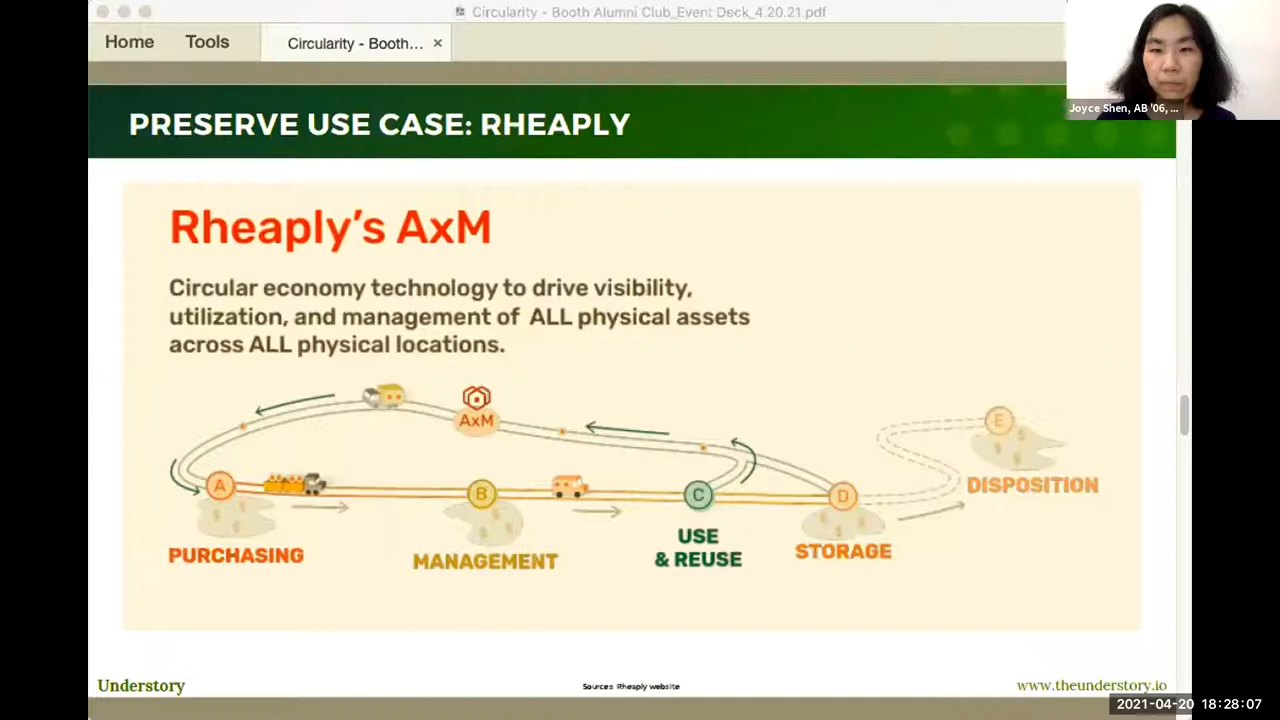 Circularity - Booth Alumni Club_Event Deck_4.20.21.pdf
Home Tools Circularity - Booth... ×
Joyce Shen, AB '06, ...
PRESERVE USE CASE: RHEAPLY
Rheaply's AxM
Circular economy technology to drive visibility,
utilization, and management of ALL physical assets
across ALL physical locations.
AxM
E
DISPOSITION
A
B
C
D
PURCHASING
MANAGEMENT
USE
& REUSE
STORAGE
Understory
Sources: Rheaply website
www.theunderstory.io
2021-04-20 18:28:07